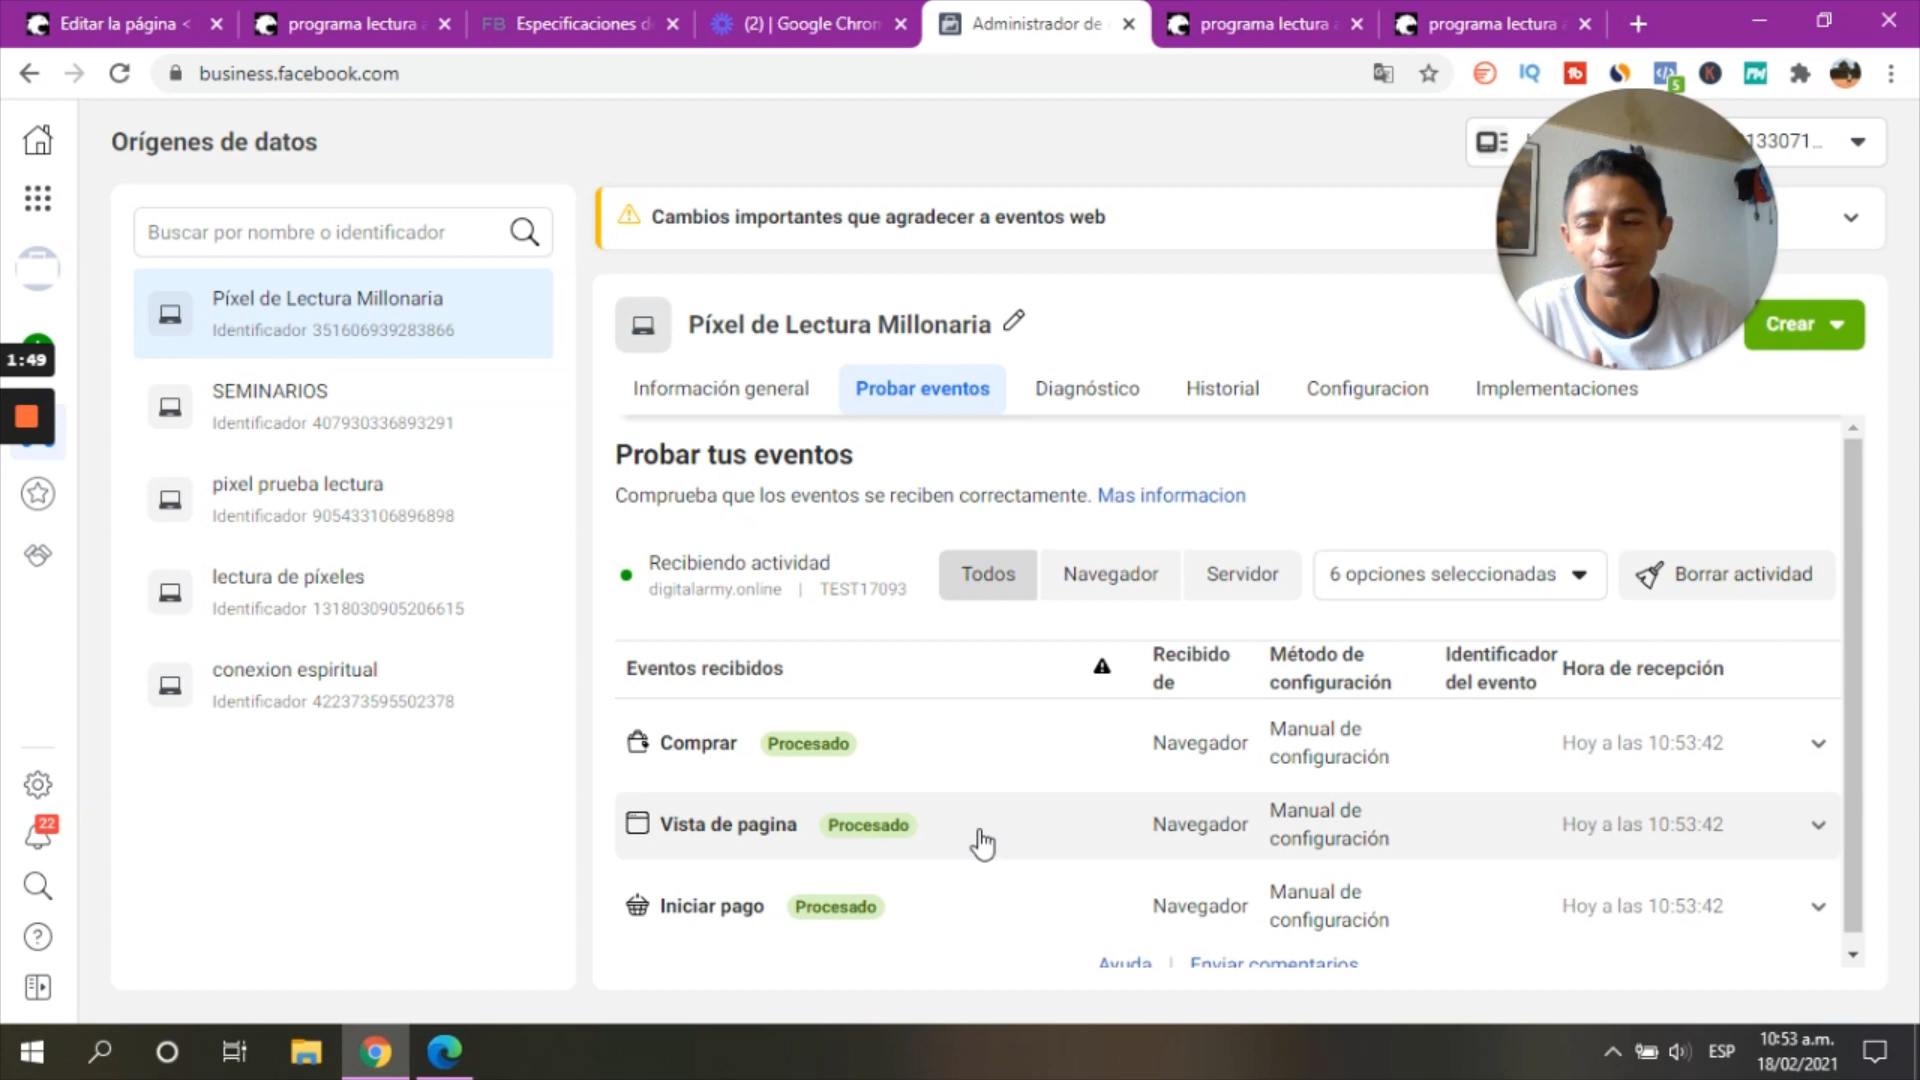 Editar la página <
programa lectura
FB Especificaciones d
(2) | Google Chrom
Administrador de
programa lectura
programa lectura
business.facebook.com
5
Orígenes de datos
133071...
Buscar por nombre o identificador
Cambios importantes que agradecer a eventos web
Píxel de Lectura Millonaria
Identificador 351606939283866
Píxel de Lectura Millonaria
Crear
1:49
SEMINARIOS
Identificador 407930336893291
Información general
Probar eventos
Diagnóstico
Historial
Configuracion
Implementaciones
pixel prueba lectura
Identificador 905433106896898
Probar tus eventos
Comprueba que los eventos se reciben correctamente. Mas informacion
lectura de píxeles
Identificador 1318030905206615
Recibiendo actividad
digitalarmy.online | TEST17093
Todos
Navegador
Servidor
6 opciones seleccionadas
Borrar actividad
conexion espiritual
Identificador 422373595502378
Eventos recibidos
Recibido de
Método de configuración
Identificador del evento
Hora de recepción
Comprar Procesado Navegador Manual de configuración Hoy a las 10:53:42
Vista de pagina Procesado Navegador Manual de configuración Hoy a las 10:53:42
Iniciar pago Procesado Navegador Manual de configuración Hoy a las 10:53:42
22
Ayuda | Enviar comentarios
ESP
10:53 a.m.
18/02/2021